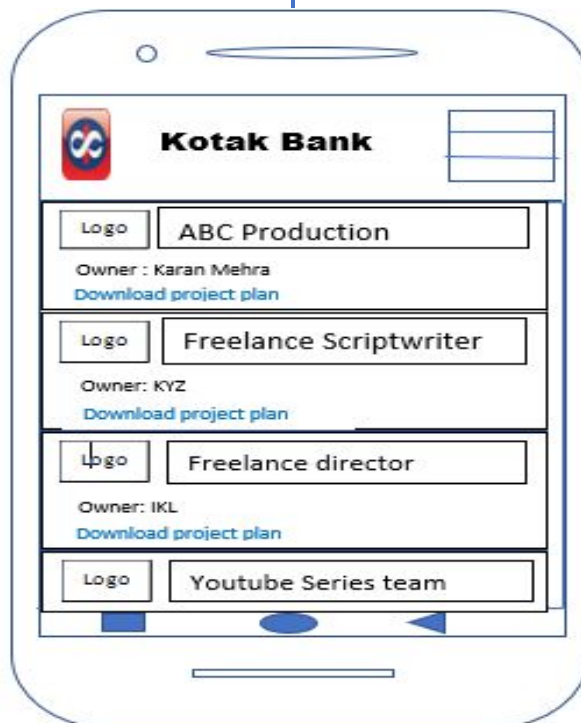 Kotak Bank
Logo
ABC Production
Owner : Karan Mehra
Download project plan
Logo
Freelance Scriptwriter
Owner: KYZ
Download project plan
Logo
Freelance director
Owner: IKL
Download project plan
Logo
Youtube Series team